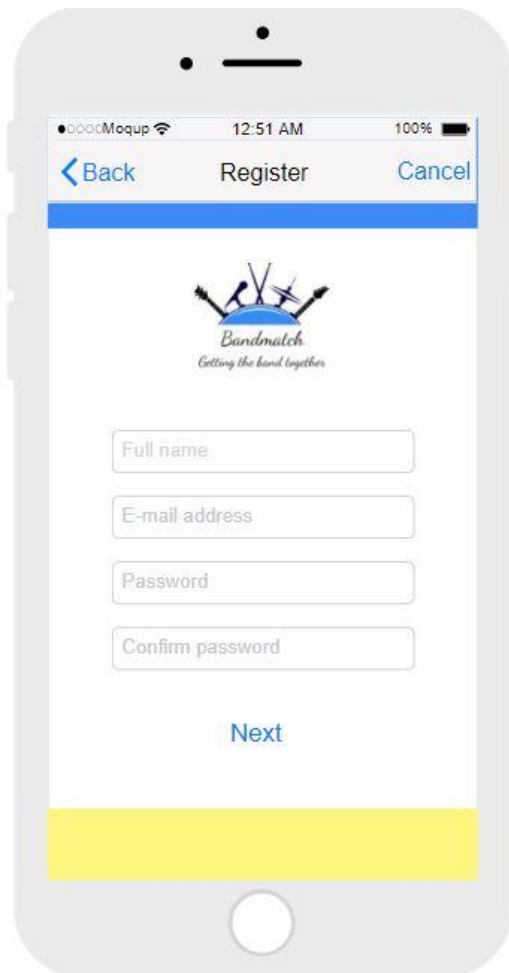 Moqup 12:51 AM 100%
Back Register Cancel
Bandmatch
Getting the band together
Full name
E-mail address
Password
Confirm password
Next